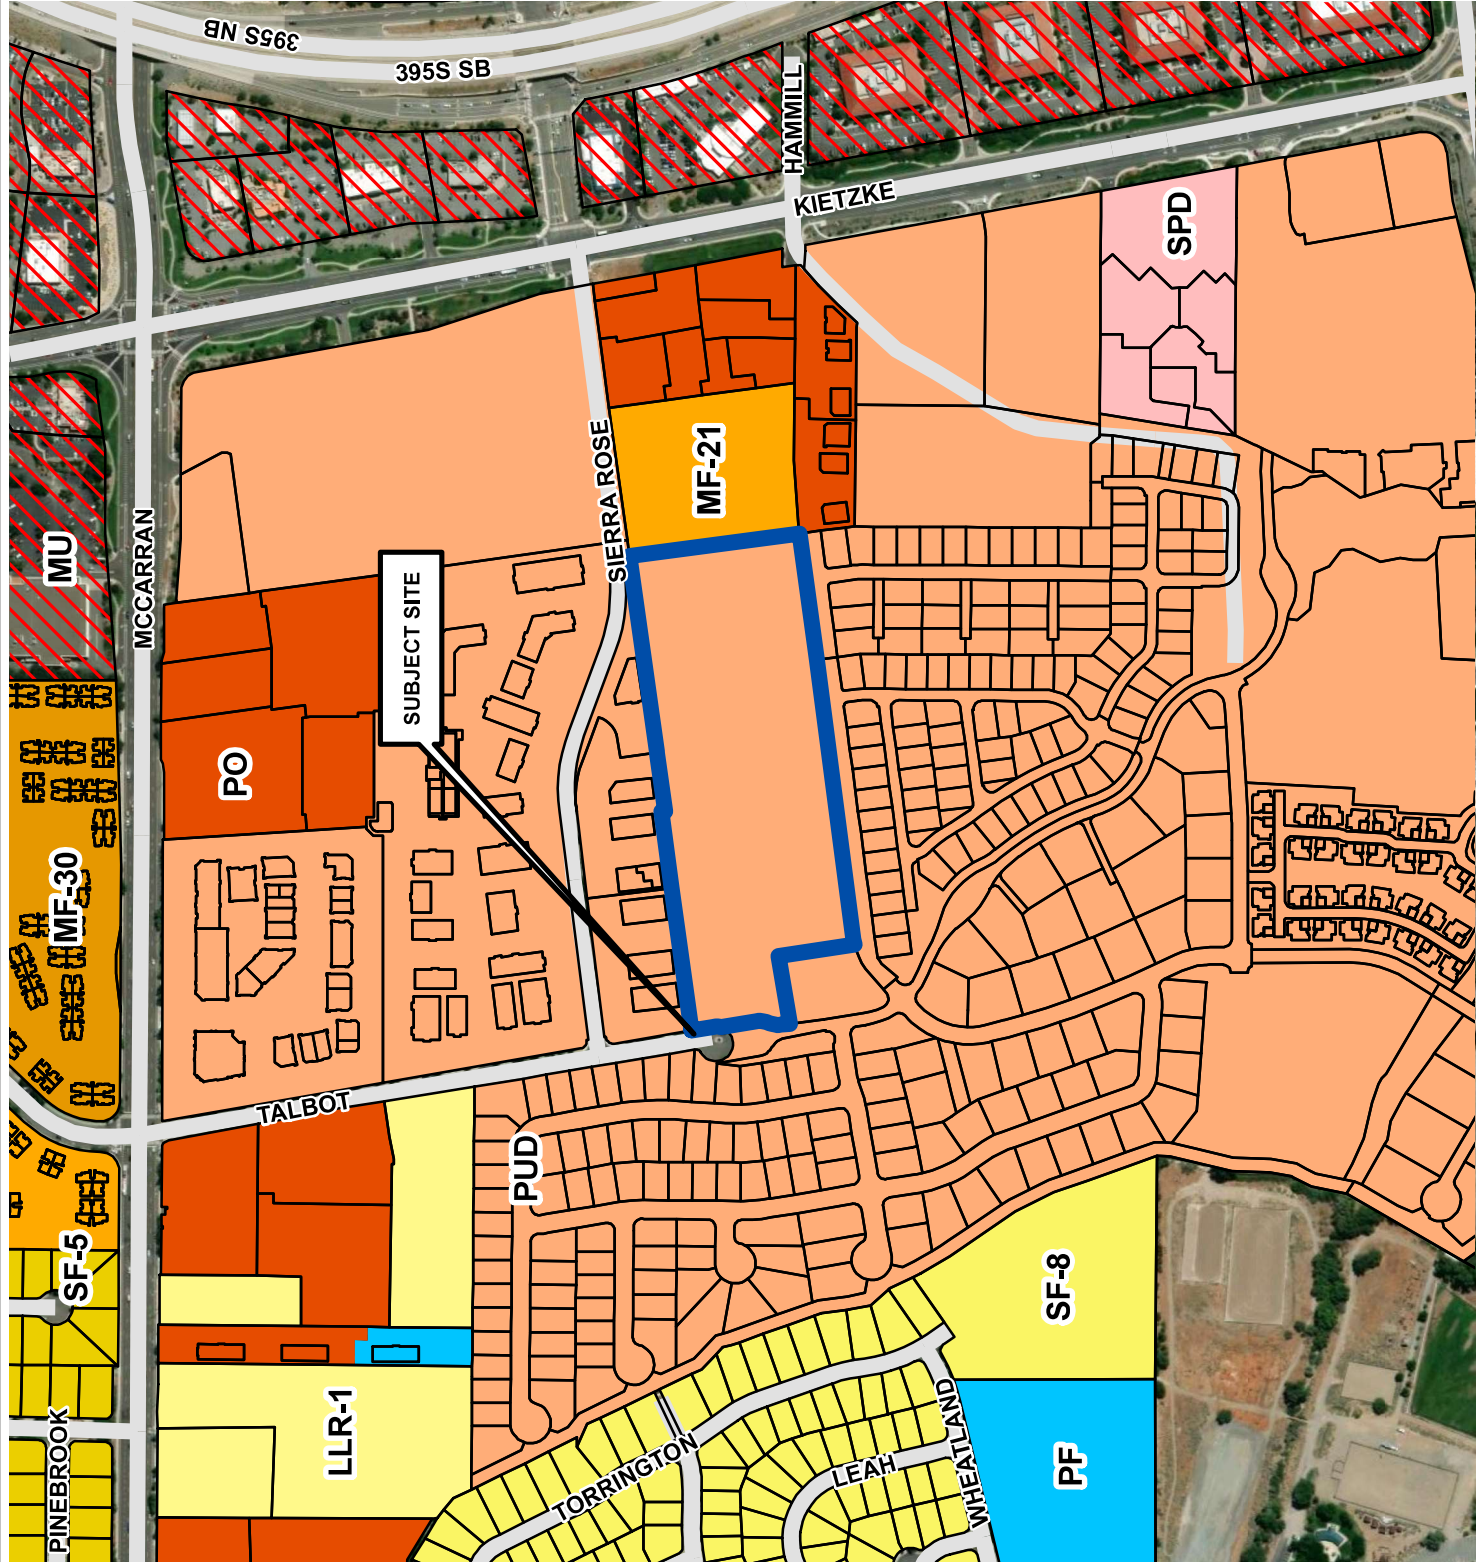 395S NB
395S SB
HAMMILL
KIETZKE
SPD
SIERRA ROSE
MF-21
MU
MCCARRAN
SUBJECT SITE
PO
MF-30
TALBOT
PUD
SF-5
SF-8
LLR-1
PINEBROOK
TORRINGTON
LEAH
WHEATLAND
PF